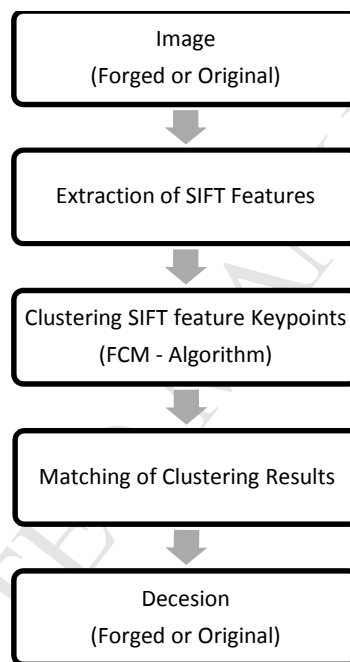 Image
(Forged or Original)
Extraction of SIFT Features
Clustering SIFT feature Keypoints
(FCM - Algorithm)
Matching of Clustering Results
Decesion
(Forged or Original)